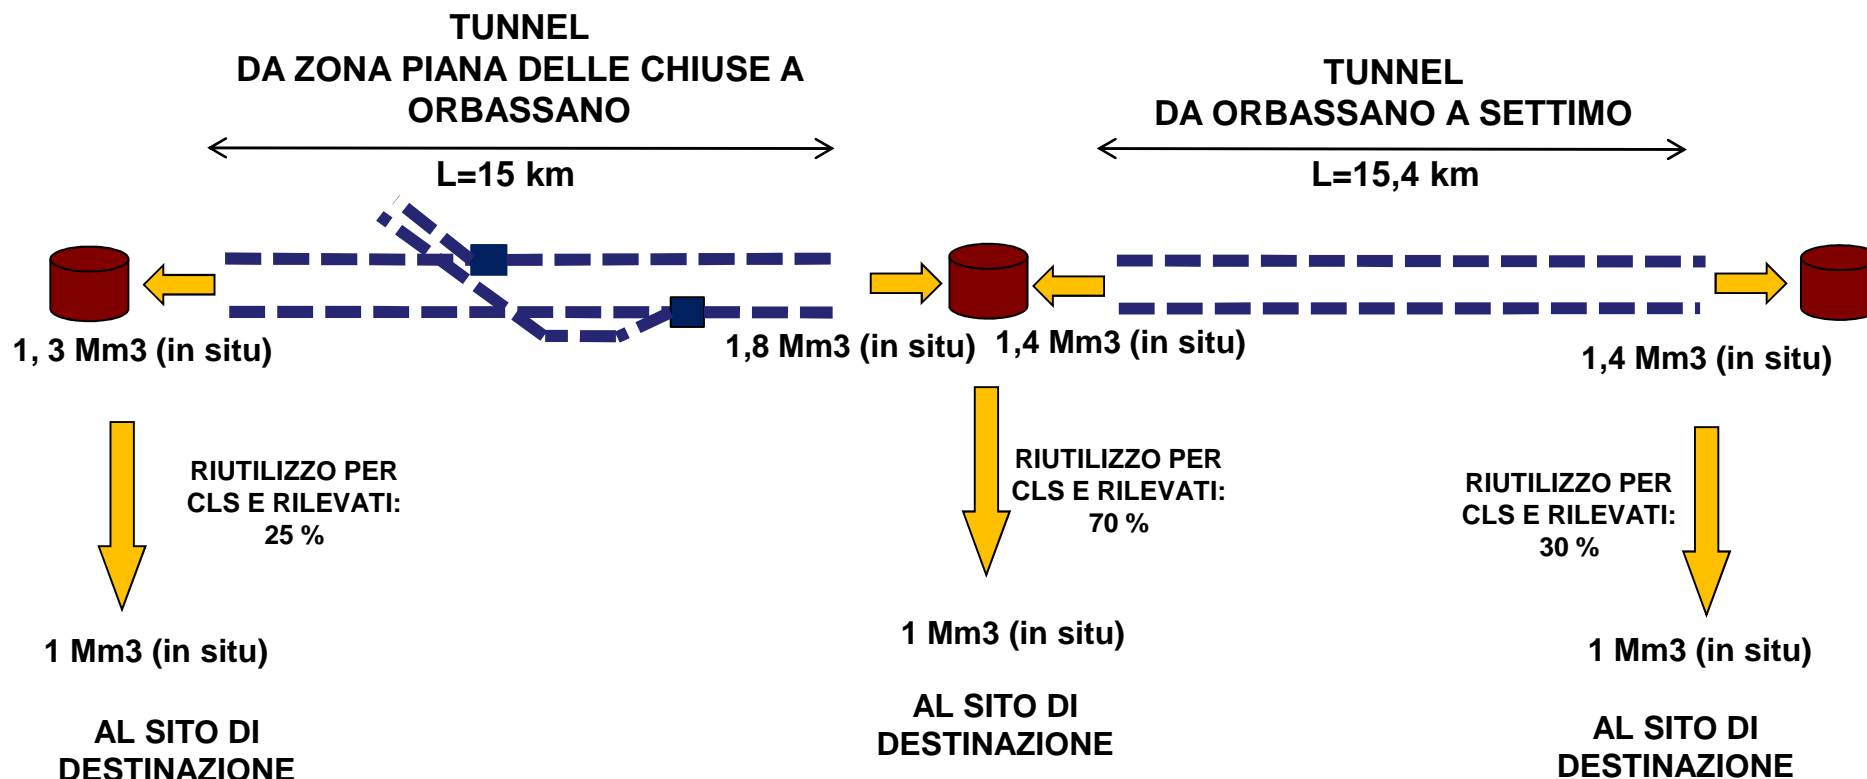 TUNNEL
DA ZONA PIANA DELLE CHIUSE A
ORBASSANO
L=15 km
TUNNEL
DA ORBASSANO A SETTIMO
L=15,4 km
1, 3 Mm3 (in situ)
1,8 Mm3 (in situ)
1,4 Mm3 (in situ)
1,4 Mm3 (in situ)
RIUTILIZZO PER
CLS E RILEVATI:
25 %
RIUTILIZZO PER
CLS E RILEVATI:
70 %
RIUTILIZZO PER
CLS E RILEVATI:
30 %
1 Mm3 (in situ)
AL SITO DI
DESTINAZIONE
1 Mm3 (in situ)
AL SITO DI
DESTINAZIONE
1 Mm3 (in situ)
AL SITO DI
DESTINAZIONE